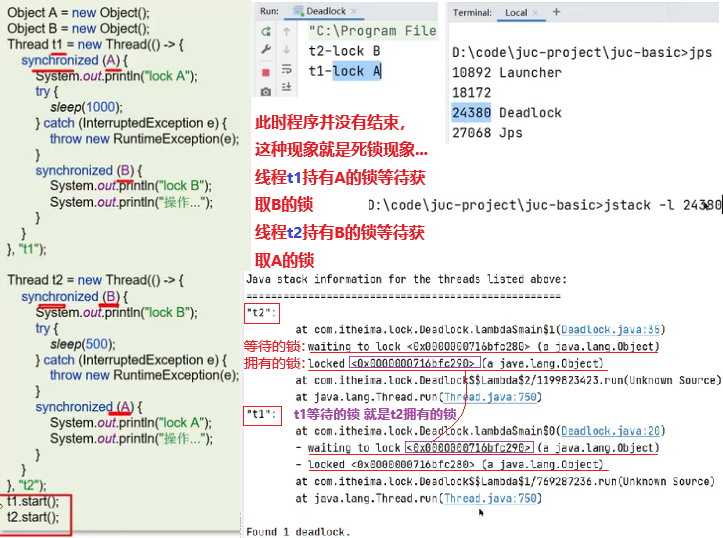 Object A = new Object();
Object B = new Object();
Thread t1 = new Thread(() -> {
synchronized (A) {
System.out.println("lock A");
try {
sleep(1000);
} catch (InterruptedException e) {
throw new RuntimeException(e);
}
synchronized (B) {
System.out.println("lock B");
System.out.println("操作...");
}
}
}, "t1");
Thread t2 = new Thread(() -> {
synchronized (B) {
System.out.println("lock B");
try {
sleep(500);
} catch (InterruptedException e) {
throw new RuntimeException(e);
}
synchronized (A) {
System.out.println("lock A");
System.out.println("操作...");
}
}
}, "t2");
t1.start();
t2.start();
Run: Deadlock ×
"C:\Program File
t2-lock B
t1-lock A
Terminal: Local × +
D:\code\juc-project\juc-basic>jps
10892 Launcher
18172
24380 Deadlock
27068 Jps
此时程序并没有结束，
这种现象就是死锁现象...
线程t1持有A的锁等待获
取B的锁
线程t2持有B的锁等待获
取A的锁
D:\code\juc-project\juc-basic>jstack -l 24380
Java stack information for the threads listed above:
===================================================
"t2":
at com.itheima.lock.Deadlock.lambda$main$1(Deadlock.java:35)
等待的锁: waiting to lock <0x0000000716bfc280> (a java.lang.Object)
拥有的锁: locked <0x0000000716bfc290> (a java.lang.Object)
at com.itheima.lock.Deadlock$$Lambda$2/1199823423.run(Unknown Source)
at java.lang.Thread.run(Thread.java:750)
"t1": t1等待的锁 就是t2拥有的锁
at com.itheima.lock.Deadlock.lambda$main$0(Deadlock.java:20)
- waiting to lock <0x0000000716bfc290> (a java.lang.Object)
- locked <0x0000000716bfc280> (a java.lang.Object)
at com.itheima.lock.Deadlock$$Lambda$1/769287236.run(Unknown Source)
at java.lang.Thread.run(Thread.java:750)
Found 1 deadlock.